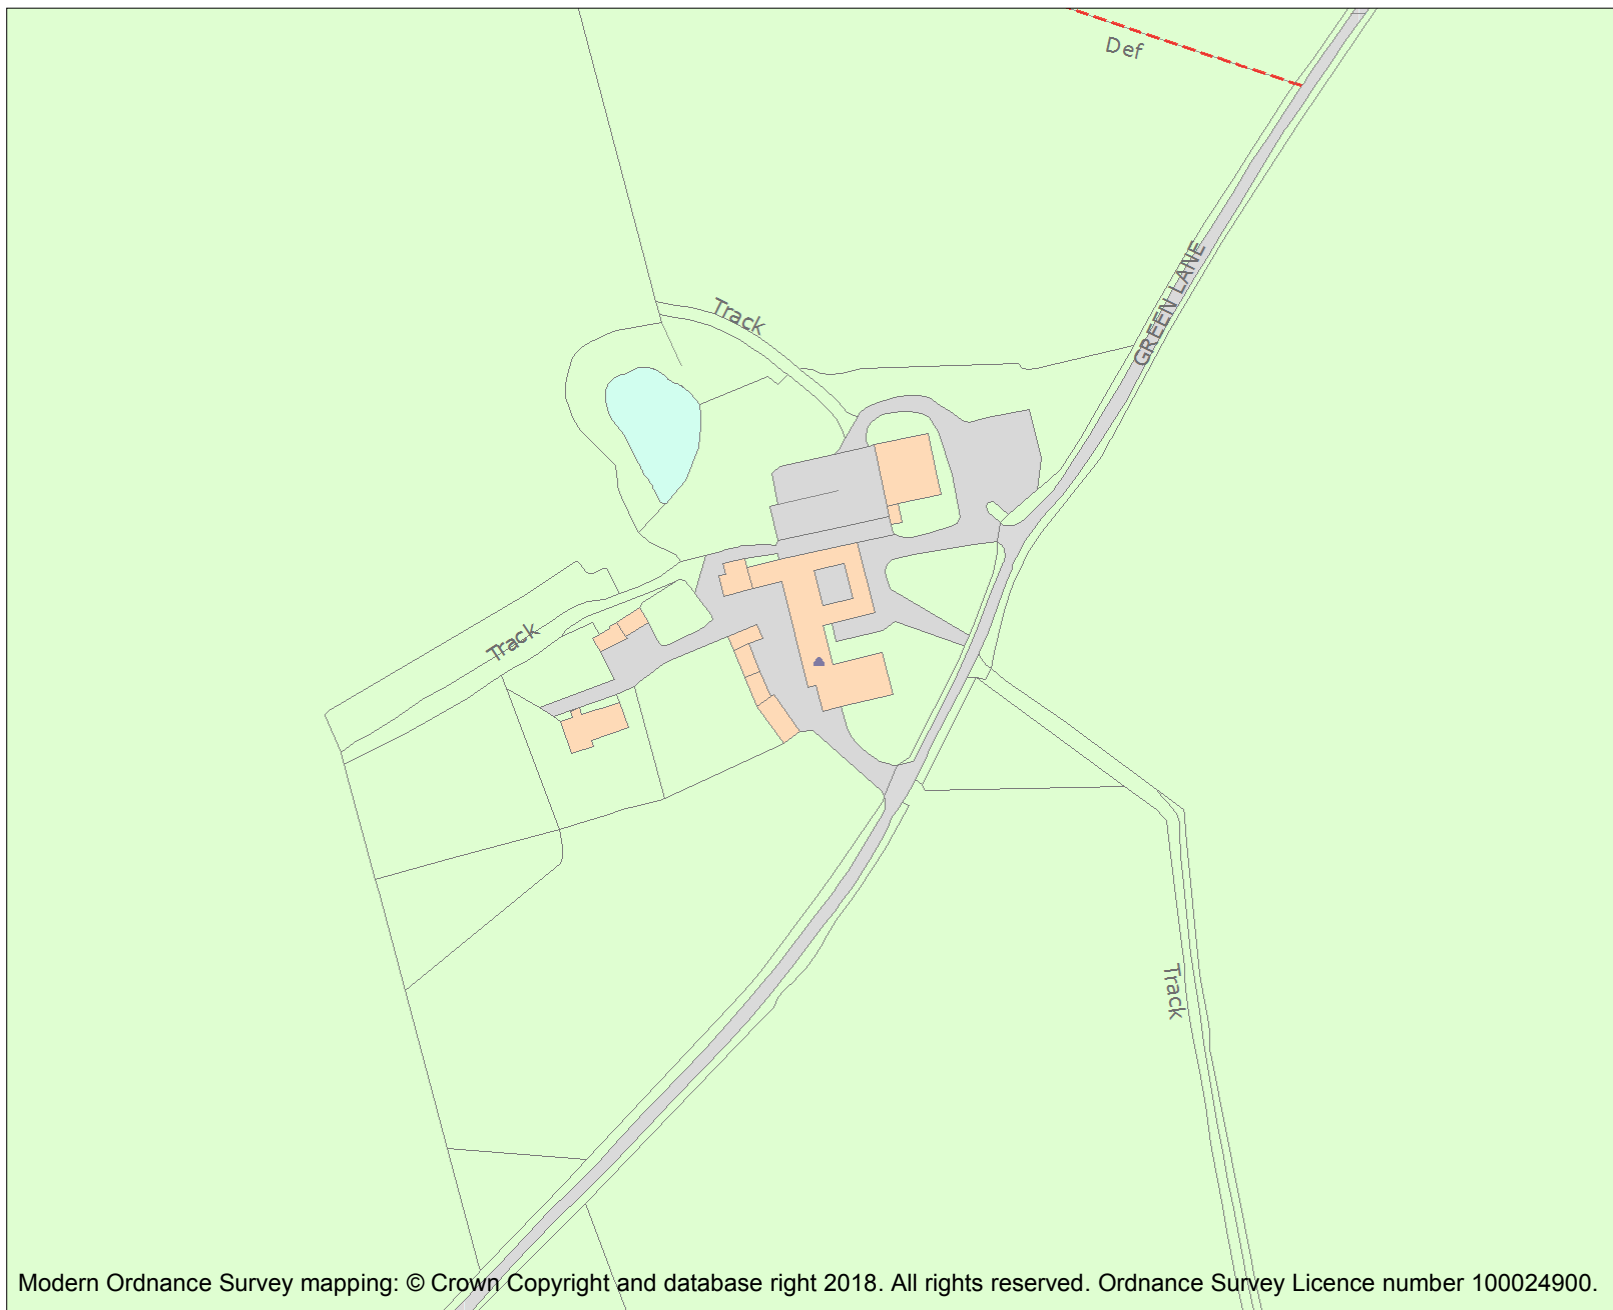 Def
GREEN LANE
Track
Track
Track
Modern Ordnance Survey mapping: © Crown Copyright and database right 2018. All rights reserved. Ordnance Survey Licence number 100024900.